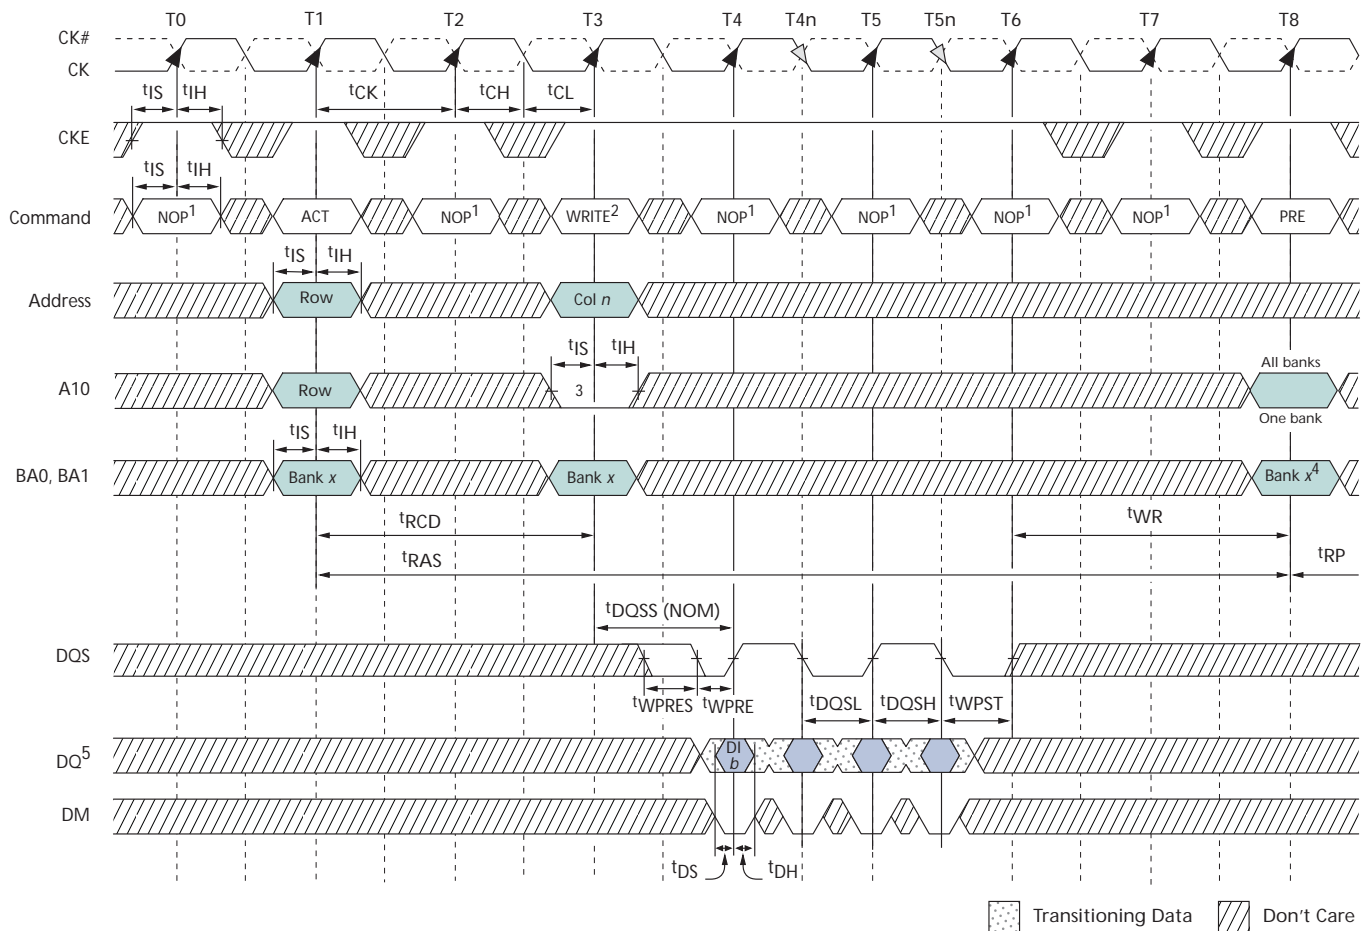 T0 T1 T2 T3 T4 T4n T5 T5n T6 T7 T8
CK#
CK
tIS tIH tCK tCH tCL
CKE
tIS tIH
Command NOP1 ACT NOP1 WRITE2 NOP1 NOP1 NOP1 NOP1 PRE
tIS tIH
Address Row Col n
tIS tIH
All banks
A10 Row 3
One bank
tIS tIH
BA0, BA1 Bank x Bank x Bank x4
tRCD tWR
tRAS tRP
tDQSS (NOM)
DQS
tWPRES tWPRE tDQSL tDQSH tWPST
DQ5 DI
b
DM
tDS tDH
Transitioning Data Don't Care